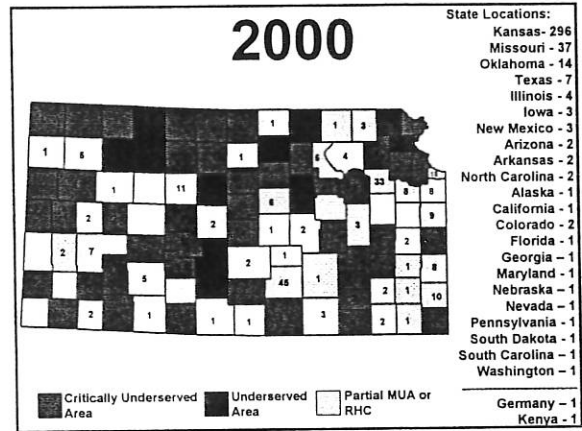 2000
State Locations:
Kansas- 296
Missouri - 37
Oklahoma - 14
Texas - 7
Illinois - 4
Iowa - 3
New Mexico - 3
Arizona - 2
Arkansas - 2
North Carolina - 2
Alaska - 1
California - 1
Colorado - 2
Florida - 1
Georgia – 1
Maryland - 1
Nebraska – 1
Nevada – 1
Pennsylvania - 1
South Dakota - 1
South Carolina – 1
Washington – 1
Germany – 1
Kenya - 1
1 1 3
1 5 1 6 4
1 11 33 8 8
2 2 6 9
1 2 3
2 7 2 1 2
5 45 1 1 8
2 1 10
2 1 1 1 3 2 1
Critically Underserved Area
Underserved Area
Partial MUA or RHC